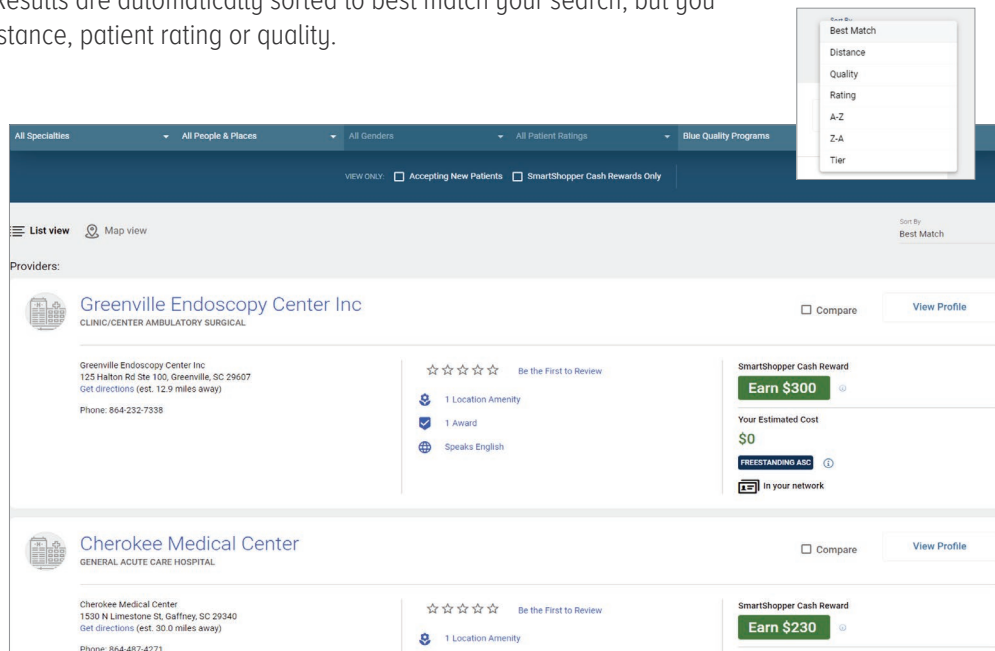 Results are automatically sorted to best match your search, but you
stance, patient rating or quality.
Sort By
Best Match
Distance
Quality
Rating
A-Z
Z-A
Tier
All Specialties
All People & Places
All Genders
All Patient Ratings
Blue Quality Programs
VIEW ONLY: Accepting New Patients SmartShopper Cash Rewards Only
List view Map view
Sort By
Best Match
Providers:
Greenville Endoscopy Center Inc
CLINIC/CENTER AMBULATORY SURGICAL
Compare
View Profile
Greenville Endoscopy Center Inc
125 Halton Rd Ste 100, Greenville, SC 29607
Get directions (est. 12.9 miles away)
Phone: 864-232-7338
Be the First to Review
1 Location Amenity
1 Award
Speaks English
SmartShopper Cash Reward
Earn $300
Your Estimated Cost
$0
FREESTANDING ASC
In your network
Cherokee Medical Center
GENERAL ACUTE CARE HOSPITAL
Compare
View Profile
Cherokee Medical Center
1530 N Limestone St, Gaffney, SC 29340
Get directions (est. 30.0 miles away)
Phone: 864-487-4271
Be the First to Review
1 Location Amenity
SmartShopper Cash Reward
Earn $230